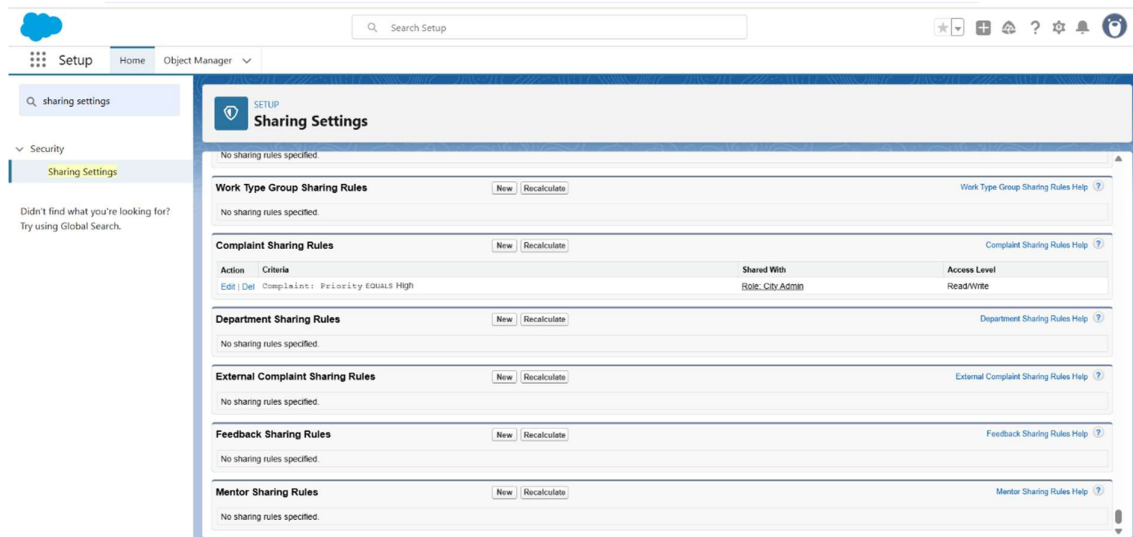 Search Setup
Setup Home Object Manager
sharing settings
Security
Sharing Settings
Didn't find what you're looking for?
Try using Global Search.
SETUP
Sharing Settings
No sharing rules specified.
Work Type Group Sharing Rules New Recalculate Work Type Group Sharing Rules Help ?
No sharing rules specified.
Complaint Sharing Rules New Recalculate Complaint Sharing Rules Help ?
Action Criteria Shared With Access Level
Edit | Del Complaint: Priority EQUALS High Role: City Admin Read/Write
Department Sharing Rules New Recalculate Department Sharing Rules Help ?
No sharing rules specified.
External Complaint Sharing Rules New Recalculate External Complaint Sharing Rules Help ?
No sharing rules specified.
Feedback Sharing Rules New Recalculate Feedback Sharing Rules Help ?
No sharing rules specified.
Mentor Sharing Rules New Recalculate Mentor Sharing Rules Help ?
No sharing rules specified.